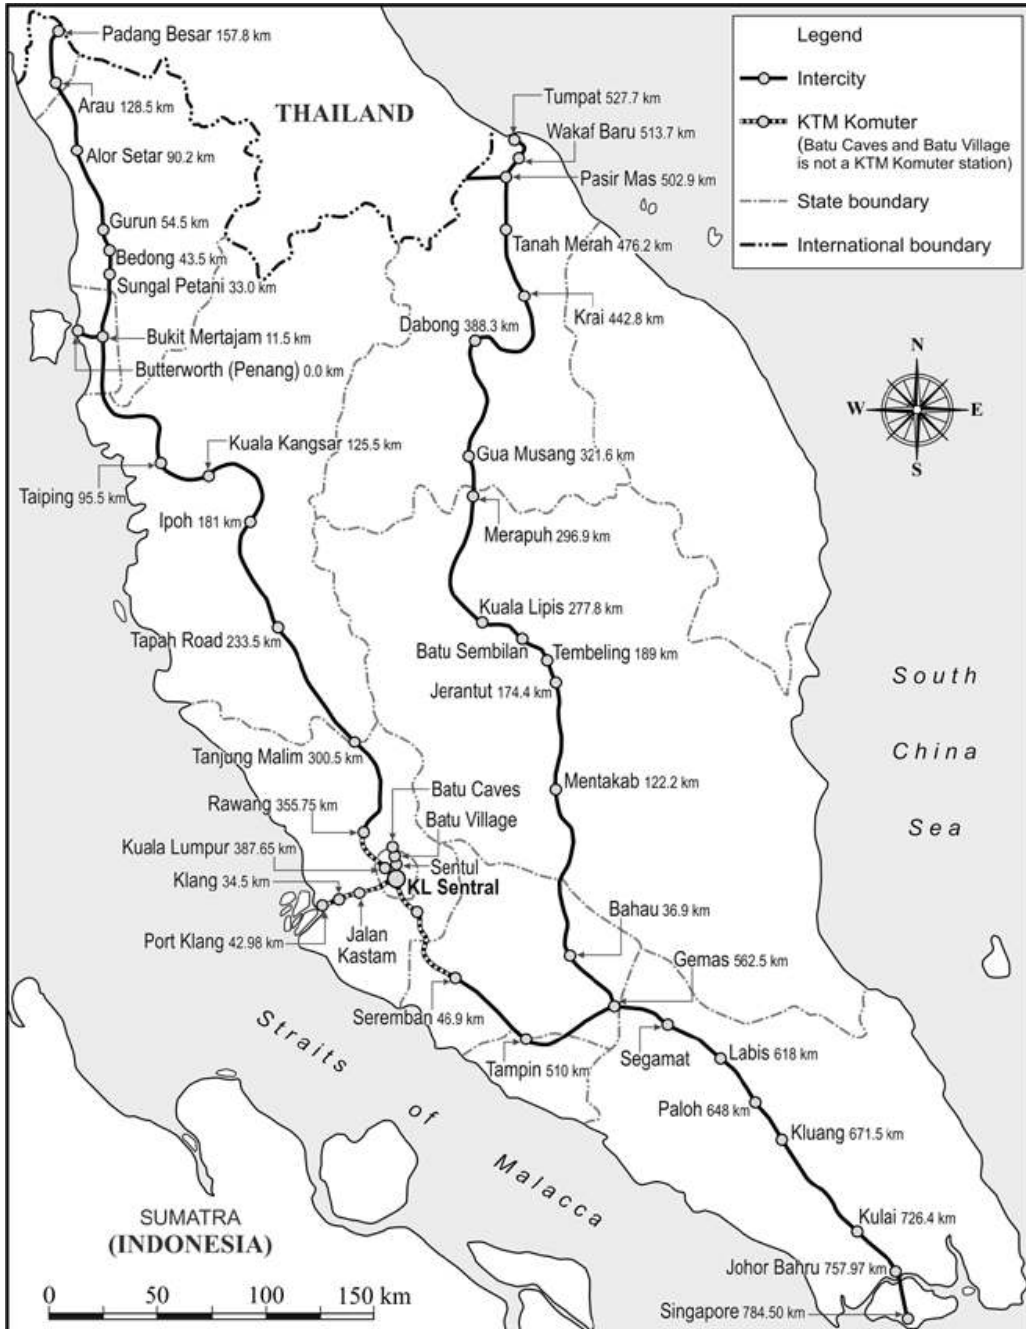 Padang Besar 157.8 km
Arau 128.5 km
THAILAND
Alor Setar 90.2 km
Gurun 54.5 km
Bedong 43.5 km
Sungal Petani 33.0 km
Bukit Mertajam 11.5 km
Butterworth (Penang) 0.0 km
Kuala Kangsar 125.5 km
Taiping 95.5 km
Ipoh 181 km
Tapah Road 233.5 km
Tanjung Malim 300.5 km
Rawang 355.75 km
Batu Caves
Batu Village
Kuala Lumpur 387.65 km
Sentul
Klang 34.5 km
KL Sentral
Port Klang 42.98 km
Jalan
Kastam
Seremban 46.9 km
Tampin 510 km
Tumpat 527.7 km
Wakaf Baru 513.7 km
Pasir Mas 502.9 km
Tanah Merah 476.2 km
Krai 442.8 km
Dabong 388.3 km
Gua Musang 321.6 km
Merapuh 296.9 km
Kuala Lipis 277.8 km
Batu Sembilan
Tembeling 189 km
Jerantut 174.4 km
Mentakab 122.2 km
Bahau 36.9 km
Gemas 562.5 km
Segamat
Labis 618 km
Paloh 648 km
Kluang 671.5 km
Kulai 726.4 km
Johor Bahru 757.97 km
Singapore 784.50 km
Legend
Intercity
KTM Komuter
(Batu Caves and Batu Village
is not a KTM Komuter station)
State boundary
International boundary
N
W E
S
South
China
Sea
Straits
of
Malacca
SUMATRA
(INDONESIA)
0 50 100 150 km